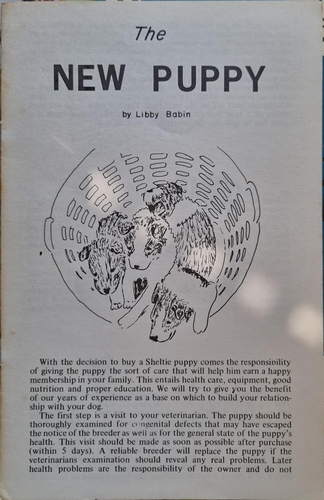 The
NEW PUPPY
by Libby Babin
With the decision to buy a Sheltie puppy comes the responsibility
of giving the puppy the sort of care that will help him earn a happy
membership in your family. This entails health care, equipment, good
nutrition and proper education. We will try to give you the benefit
of our years of experience as a base on which to build your relation-
ship with your dog.
The first step is a visit to your veterinarian. The puppy should be
thoroughly examined for congenital defects that may have escaped
the notice of the breeder as well as for the general state of the puppy's
health. This visit should be made as soon as possible after purchase
(within 5 days). A reliable breeder will replace the puppy if the
veterinarians examination should reveal any real problems. Later
health problems are the responsibility of the owner and do not